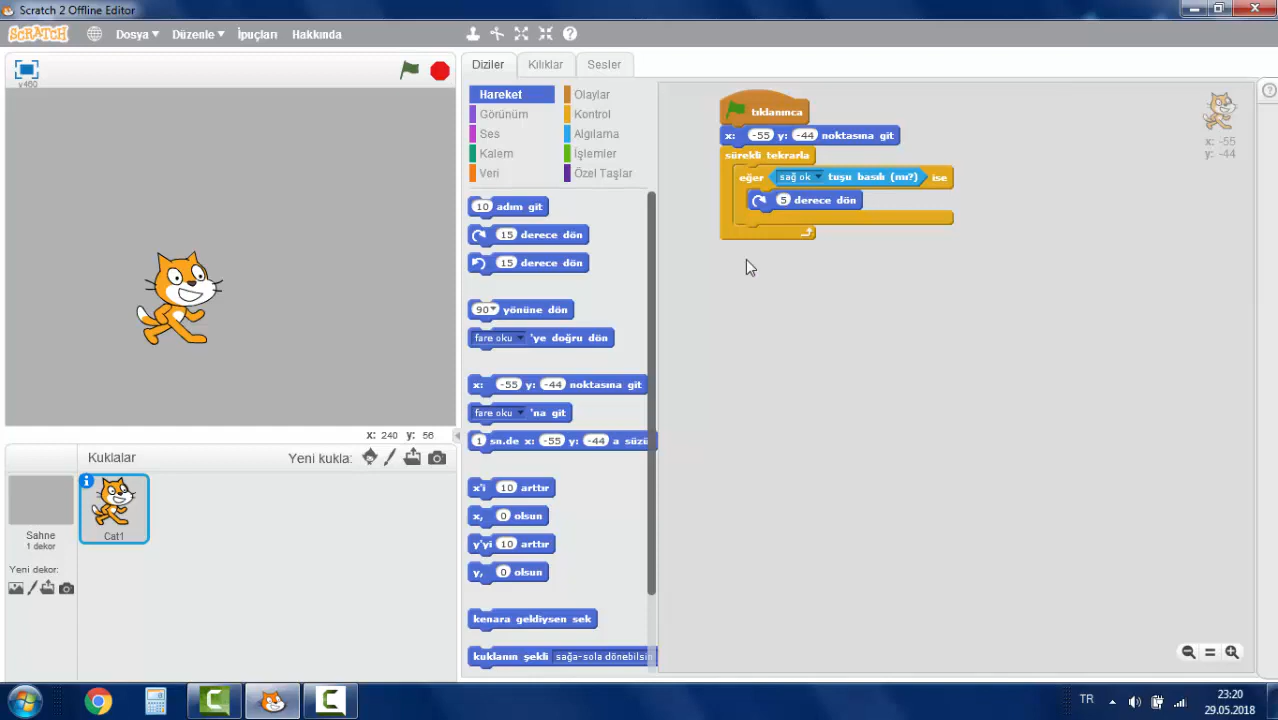 Scratch 2 Offline Editor
SCRATCH Dosya Düzenle İpuçları Hakkında
y460
Diziler Kılıklar Sesler
Hareket Olaylar
Görünüm Kontrol
Ses Algılama
Kalem İşlemler
Veri Özel Taşlar
10 adım git
15 derece dön
15 derece dön
90 yönüne dön
fare oku 'ye doğru dön
x: -55 y: -44 noktasına git
fare oku 'na git
1 sn.de x: -55 y: -44 a süzü
x'i 10 arttır
x, 0 olsun
y'yi 10 arttır
y, 0 olsun
kenara geldiysen sek
kuklanın şekli sağa-sola dönebilsin
tıklanınca
x: -55 y: -44 noktasına git
sürekli tekrarla
eğer sağ ok tuşu basılı (mı?) ise
5 derece dön
x: -55
y: -44
x: 240 y: 56
Kuklalar Yeni kukla:
Sahne
1 dekor
Yeni dekor:
Cat1
TR
23:20
29.05.2018